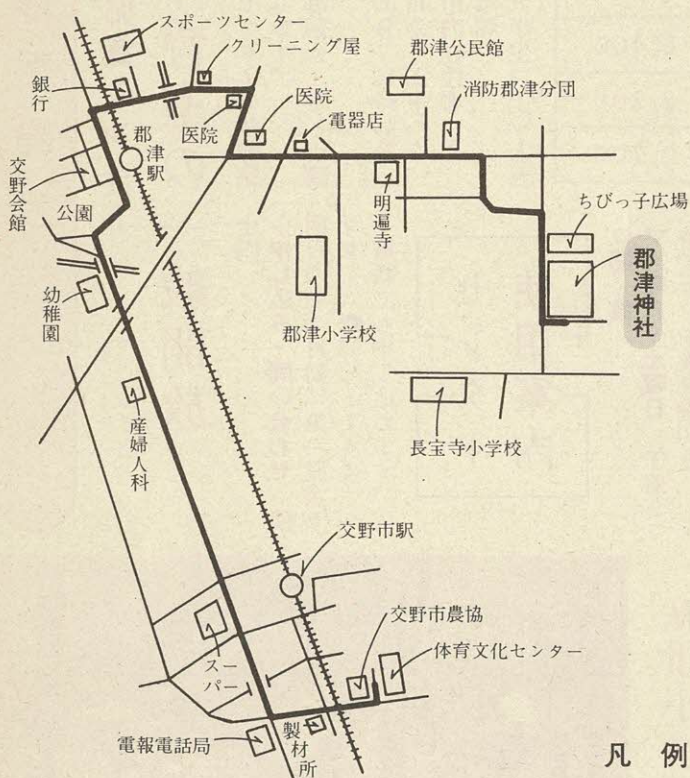 スポーツセンター
クリーニング屋
銀行
医院
医院
電器店
郡津公民館
消防郡津分団
郡津駅
交野会館
公園
明遍寺
ちびっ子広場
郡津神社
幼稚園
郡津小学校
産婦人科
長宝寺小学校
交野市駅
交野市農協
体育文化センター
スーパー
電報電話局
製材所
凡例